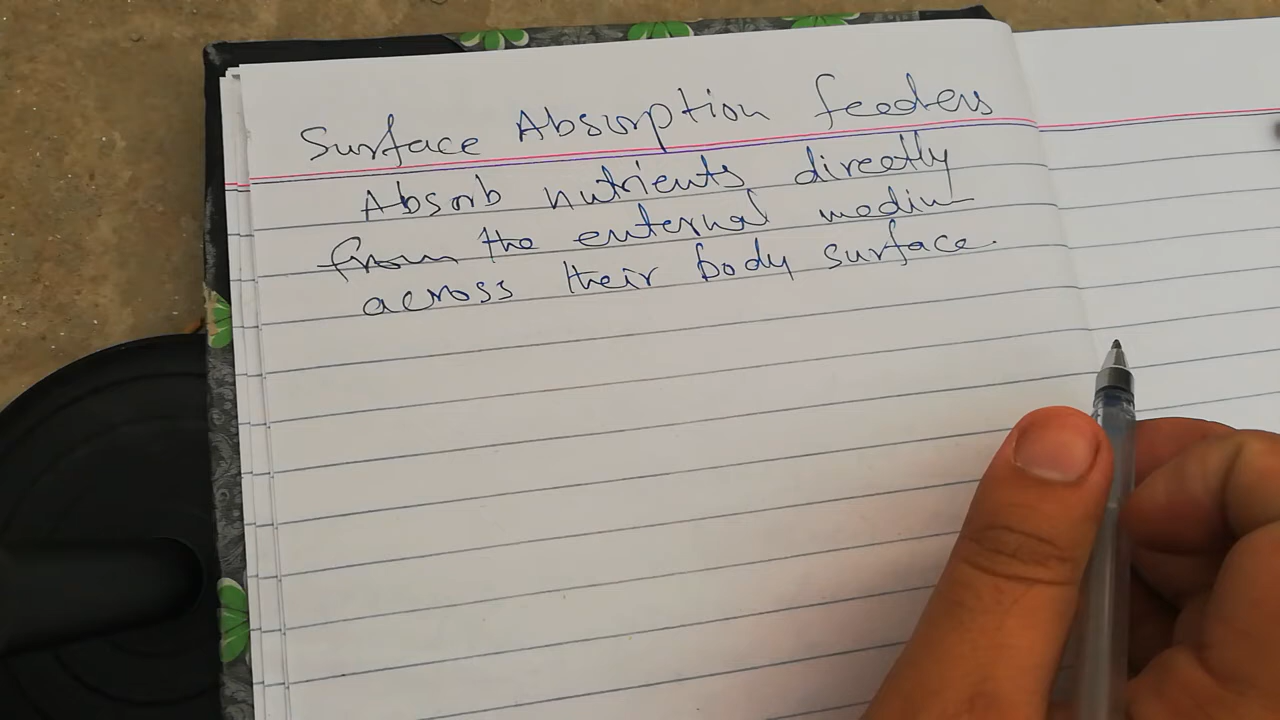 Surface Absorption feeders
Absorb nutrients directly
from the external medium
across their body surface.